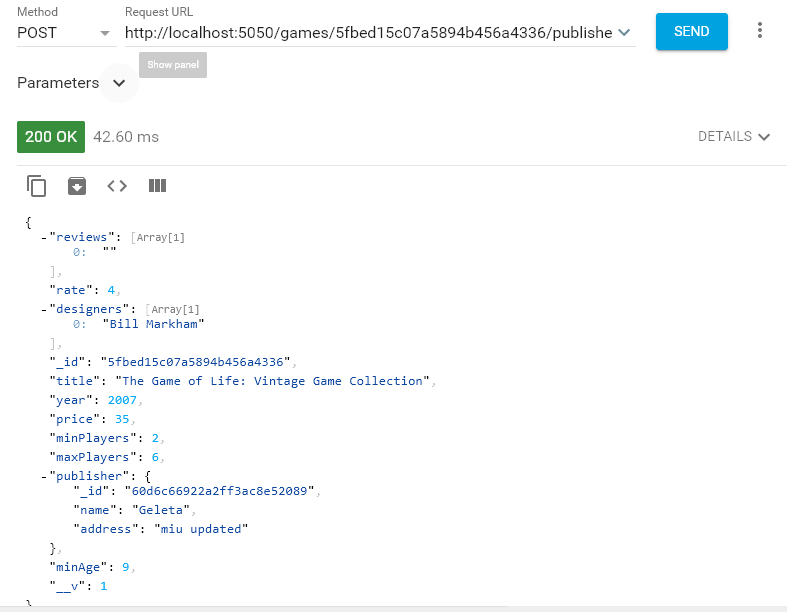 Method
Request URL
POST
http://localhost:5050/games/5fbed15c07a5894b456a4336/publishe
SEND
Show panel
Parameters
200 OK
42.60 ms
DETAILS
{
-"reviews": [Array[1]
0: ""
],
"rate": 4,
-"designers": [Array[1]
0: "Bill Markham"
],
"_id": "5fbed15c07a5894b456a4336",
"title": "The Game of Life: Vintage Game Collection",
"year": 2007,
"price": 35,
"minPlayers": 2,
"maxPlayers": 6,
-"publisher": {
"_id": "60d6c66922a2ff3ac8e52089",
"name": "Geleta",
"address": "miu updated"
},
"minAge": 9,
"__v": 1
}